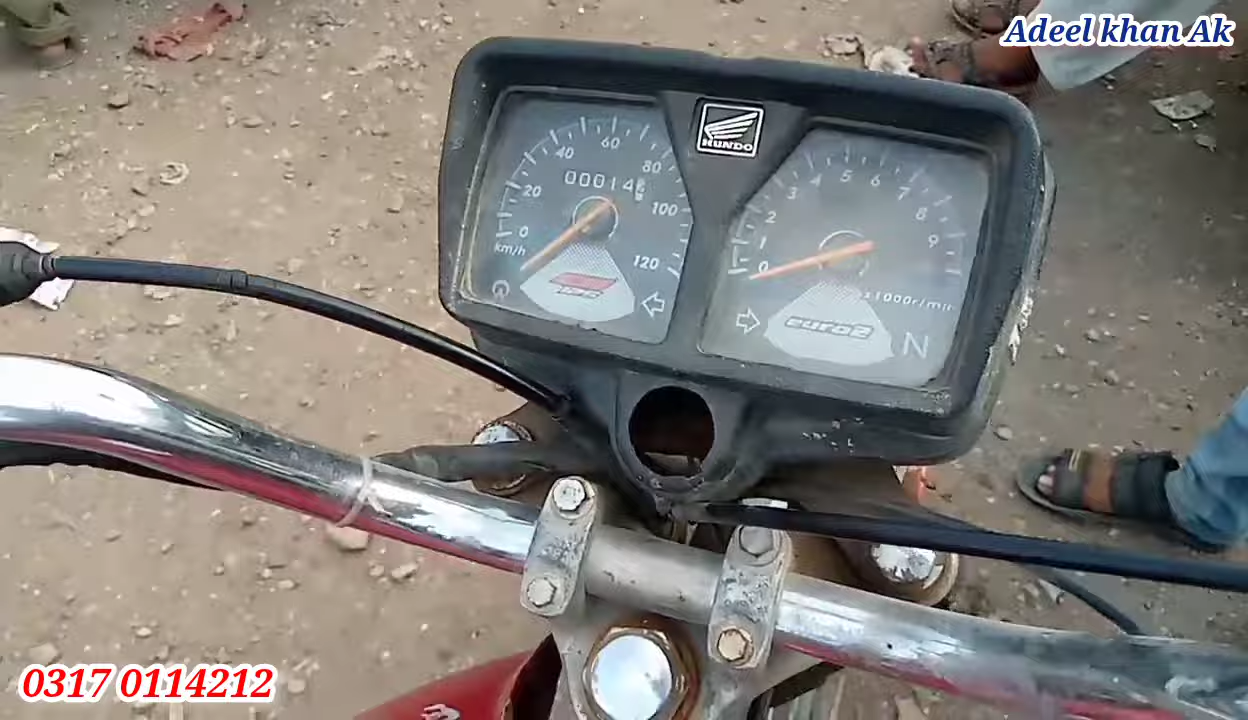 Adeel khan Ak
HUNDO
0 20 40 60 80 100 120
00014
km/h
125
0 1 2 3 4 5 6 7 8 9
x1000r/min
euro2
N
0317 0114212